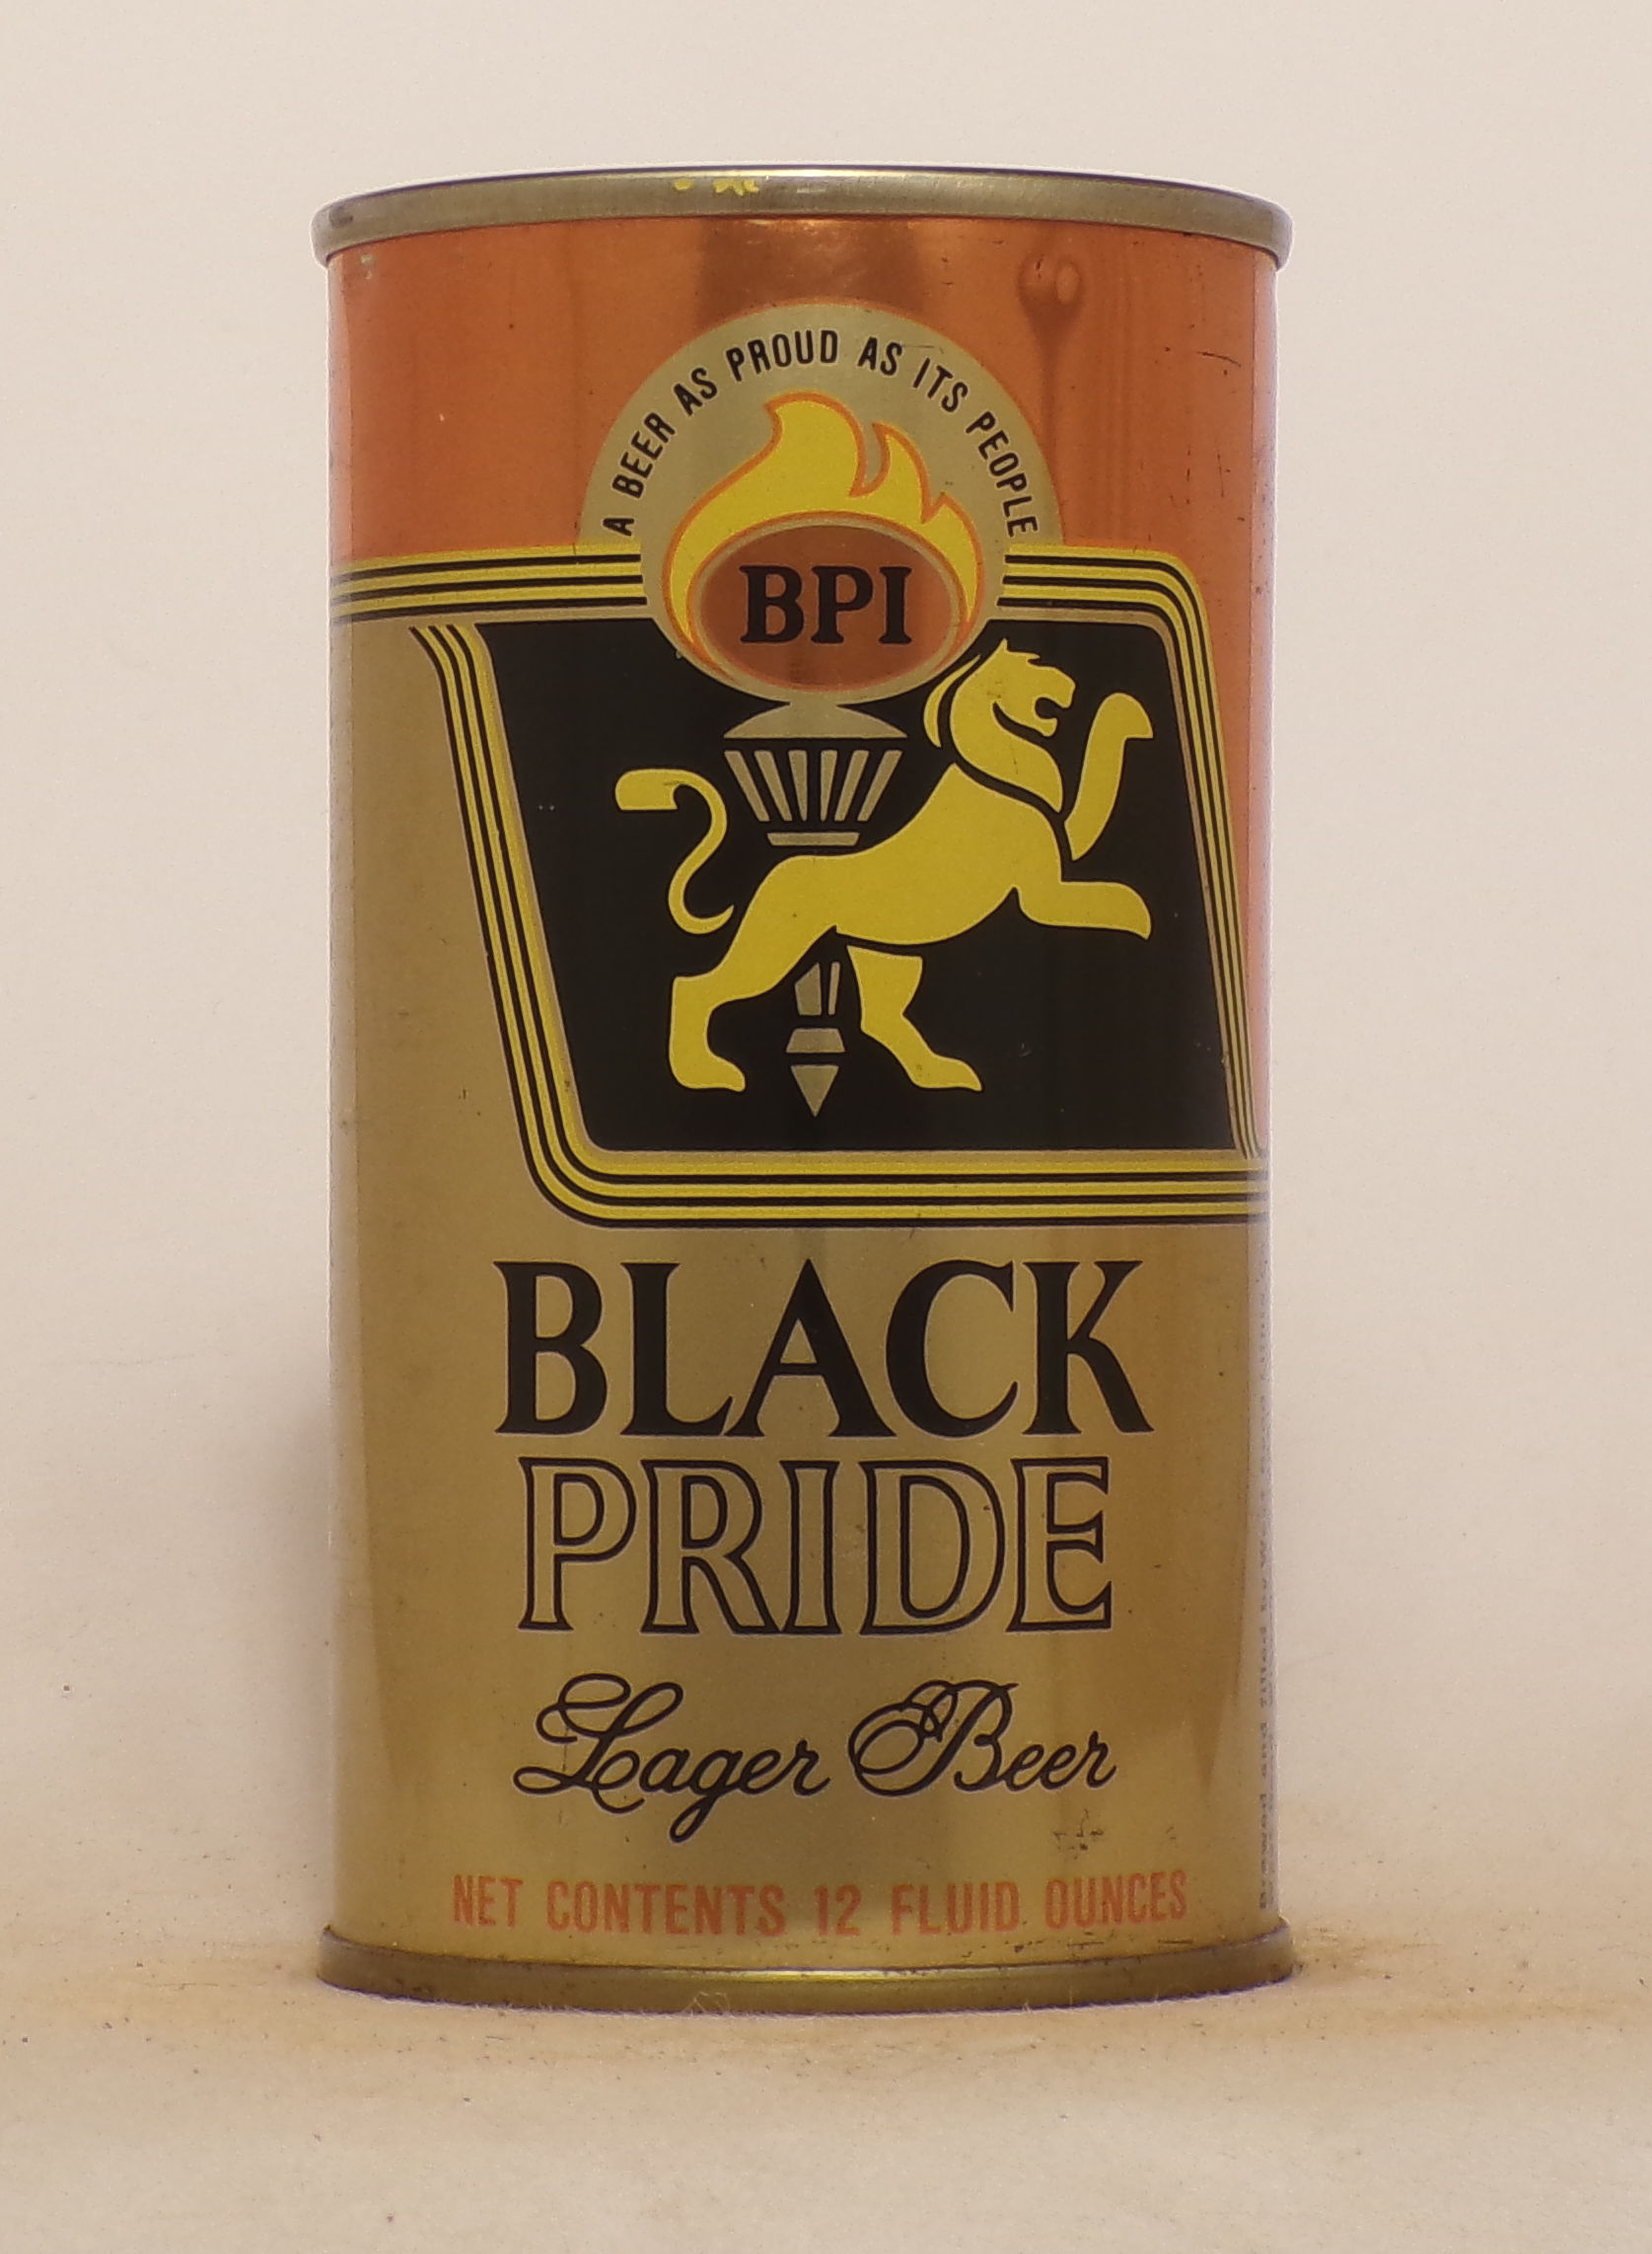 A BEER AS PROUD AS ITS PEOPLE
BPI
BLACK
PRIDE
Lager Beer
NET CONTENTS 12 FLUID OUNCES